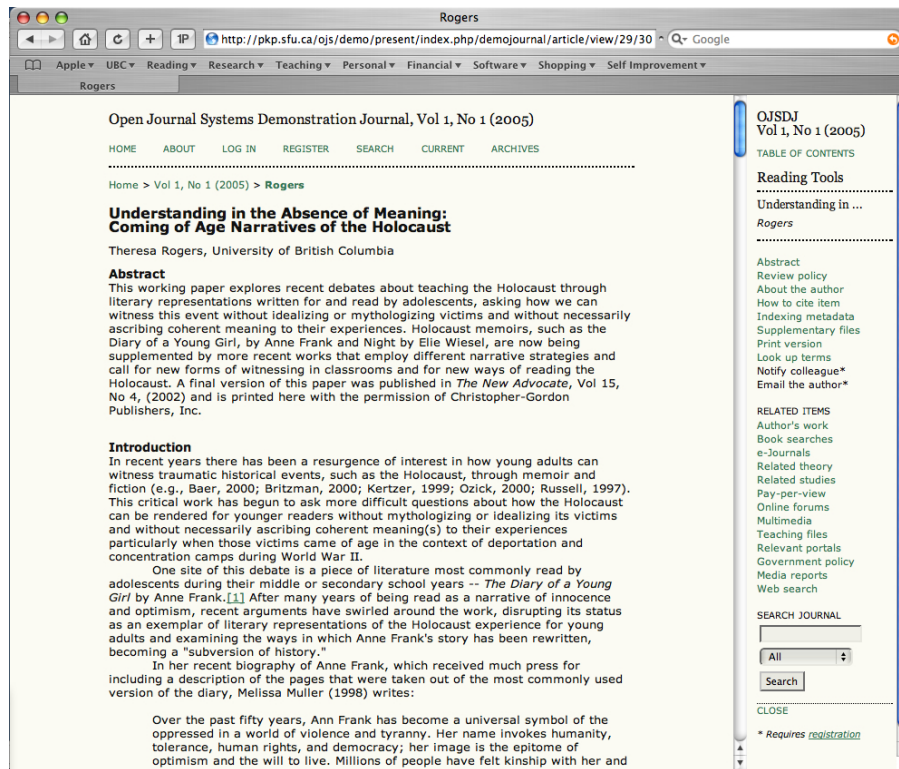 Rogers
1P
http://pkp.sfu.ca/ojs/demo/present/index.php/demojournal/article/view/29/30
Google
Apple UBC Reading Research Teaching Personal Financial Software Shopping Self Improvement
Rogers
Open Journal Systems Demonstration Journal, Vol 1, No 1 (2005)
HOME ABOUT LOG IN REGISTER SEARCH CURRENT ARCHIVES
Home > Vol 1, No 1 (2005) > Rogers
Understanding in the Absence of Meaning:
Coming of Age Narratives of the Holocaust
Theresa Rogers, University of British Columbia
Abstract
This working paper explores recent debates about teaching the Holocaust through
literary representations written for and read by adolescents, asking how we can
witness this event without idealizing or mythologizing victims and without necessarily
ascribing coherent meaning to their experiences. Holocaust memoirs, such as the
Diary of a Young Girl, by Anne Frank and Night by Elie Wiesel, are now being
supplemented by more recent works that employ different narrative strategies and
call for new forms of witnessing in classrooms and for new ways of reading the
Holocaust. A final version of this paper was published in The New Advocate, Vol 15,
No 4, (2002) and is printed here with the permission of Christopher-Gordon
Publishers, Inc.
Introduction
In recent years there has been a resurgence of interest in how young adults can
witness traumatic historical events, such as the Holocaust, through memoir and
fiction (e.g., Baer, 2000; Britzman, 2000; Kertzer, 1999; Ozick, 2000; Russell, 1997).
This critical work has begun to ask more difficult questions about how the Holocaust
can be rendered for younger readers without mythologizing or idealizing its victims
and without necessarily ascribing coherent meaning(s) to their experiences
particularly when those victims came of age in the context of deportation and
concentration camps during World War II.
One site of this debate is a piece of literature most commonly read by
adolescents during their middle or secondary school years -- The Diary of a Young
Girl by Anne Frank.[1] After many years of being read as a narrative of innocence
and optimism, recent arguments have swirled around the work, disrupting its status
as an exemplar of literary representations of the Holocaust experience for young
adults and examining the ways in which Anne Frank's story has been rewritten,
becoming a "subversion of history."
In her recent biography of Anne Frank, which received much press for
including a description of the pages that were taken out of the most commonly used
version of the diary, Melissa Muller (1998) writes:
Over the past fifty years, Ann Frank has become a universal symbol of the
oppressed in a world of violence and tyranny. Her name invokes humanity,
tolerance, human rights, and democracy; her image is the epitome of
optimism and the will to live. Millions of people have felt kinship with her and
OJSDJ
Vol 1, No 1 (2005)
TABLE OF CONTENTS
Reading Tools
Understanding in ...
Rogers
Abstract
Review policy
About the author
How to cite item
Indexing metadata
Supplementary files
Print version
Look up terms
Notify colleague*
Email the author*
RELATED ITEMS
Author's work
Book searches
e-Journals
Related theory
Related studies
Pay-per-view
Online forums
Multimedia
Teaching files
Relevant portals
Government policy
Media reports
Web search
SEARCH JOURNAL
All
Search
CLOSE
* Requires registration